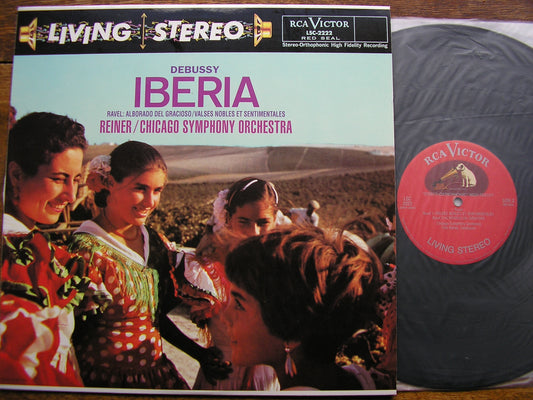 LIVING STEREO
RCA VICTOR
LSC-2222
RED SEAL
Stereo-Orthophonic High Fidelity Recording
DEBUSSY
IBERIA
RAVEL: ALBORADO DEL GRACIOSO/VALSES NOBLES ET SENTIMENTALES
REINER/CHICAGO SYMPHONY ORCHESTRA
RCA VICTOR
LIVING STEREO